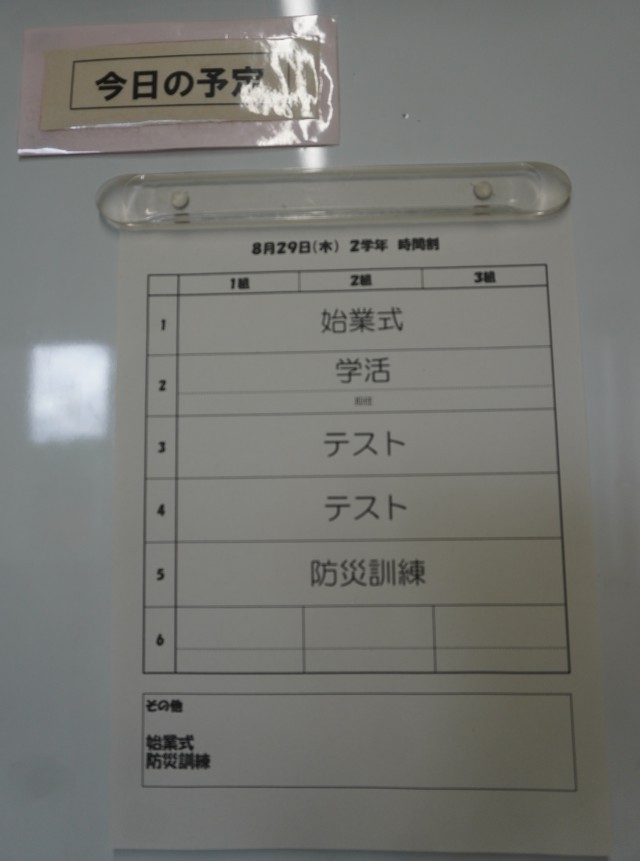 今日の予定
8月29日(木) 2学年 時間割
1組 2組 3組
1 始業式
2 学活
担任
3 テスト
4 テスト
5 防災訓練
6
その他
始業式
防災訓練